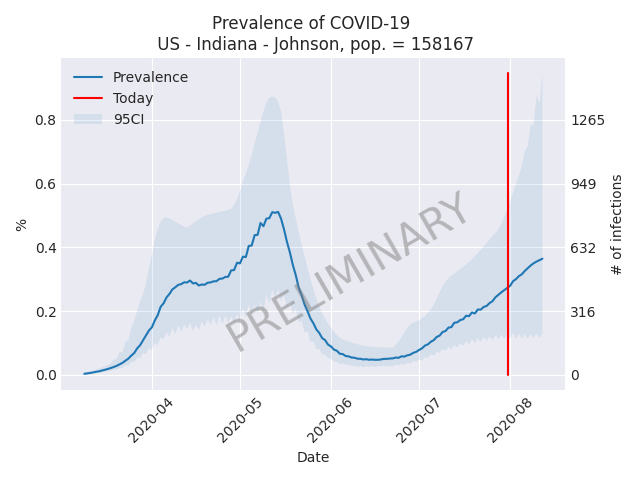 Prevalence of COVID-19
US - Indiana - Johnson, pop. = 158167
Prevalence
Today
95CI
0.8
0.6
0.4
0.2
0.0
%
1265
949
632
316
0
# of infections
PRELIMINARY
2020-04
2020-05
2020-06
2020-07
2020-08
Date